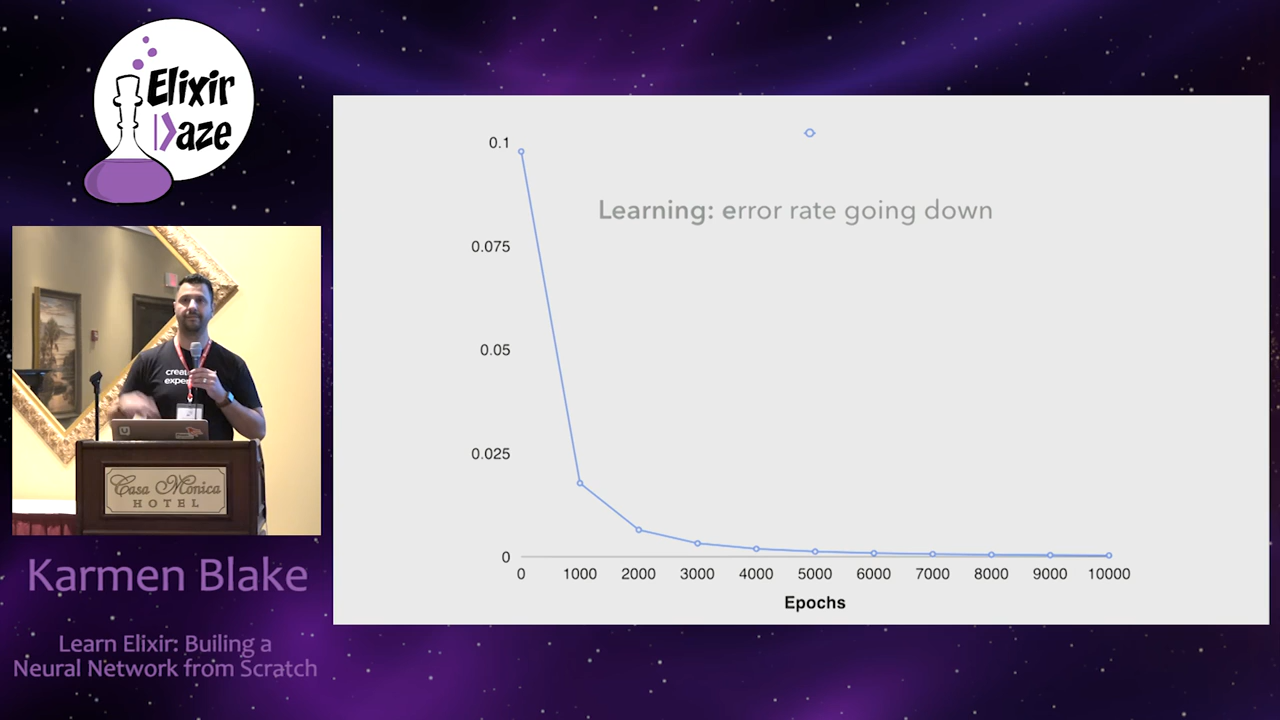 Elixir
Daze
0.1
Learning: error rate going down
0.075
0.05
0.025
0
0 1000 2000 3000 4000 5000 6000 7000 8000 9000 10000
Epochs
Casa Monica
HOTEL
Karmen Blake
Learn Elixir: Builing a
Neural Network from Scratch